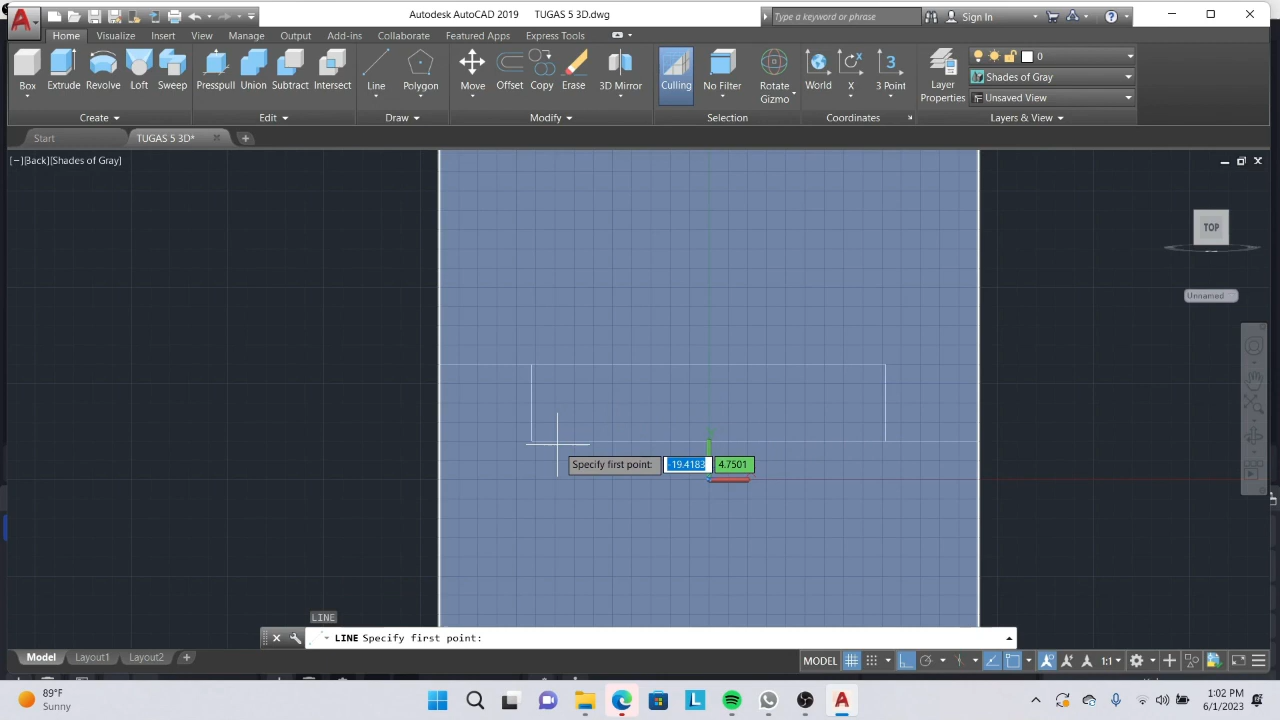 Autodesk AutoCAD 2019 TUGAS 5 3D.dwg
Type a keyword or phrase
Sign In
Home Insert Visualize View Manage Output Add-ins Collaborate Featured Apps Express Tools
Box Extrude Revolve Loft Sweep Presspull Union Subtract Intersect Line Polygon Move Offset Copy Erase 3D Mirror Culling No Filter Rotate Gizmo World X 3 Point Layer Properties
0
Shades of Gray
Unsaved View
Create Edit Draw Modify Selection Coordinates Layers & View
Start TUGAS 5 3D*
[−][Back][Shades of Gray]
TOP
Unnamed
Specify first point: -19.4183 4.7501
LINE
LINE Specify first point:
Model Layout1 Layout2
MODEL 1:1
89°F
Sunny
1:02 PM
6/1/2023